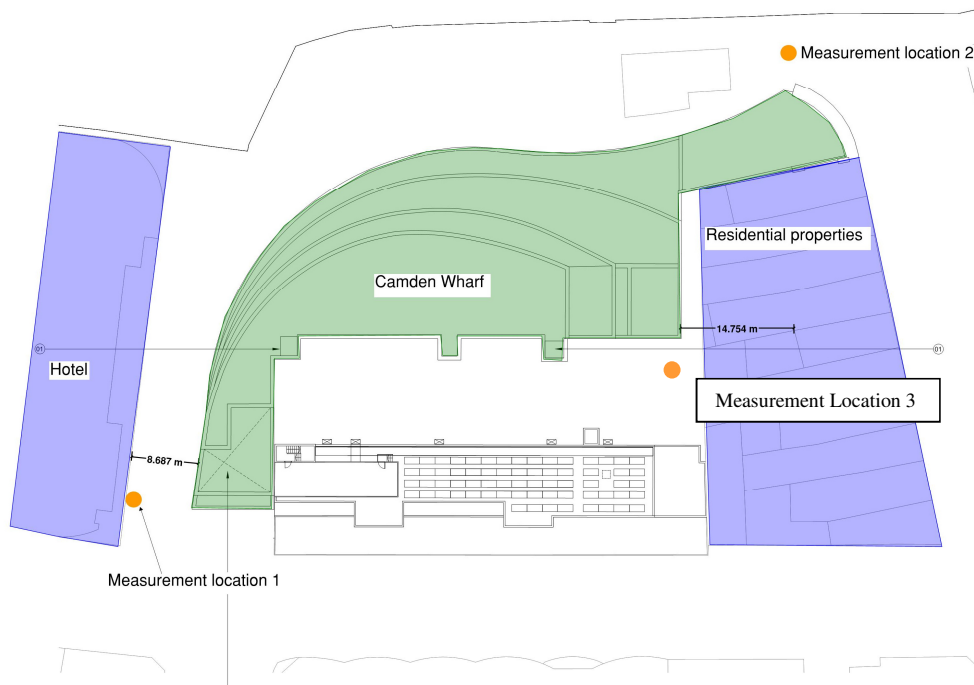 Measurement location 2
Residential properties
Camden Wharf
14.754 m
01
01
Hotel
Measurement Location 3
8.687 m
Measurement location 1